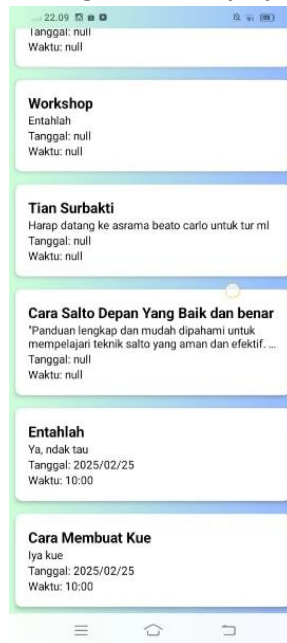 22.09
Tanggal: null
Waktu: null
Workshop
Entahlah
Tanggal: null
Waktu: null
Tian Surbakti
Harap datang ke asrama beato carlo untuk tur ml
Tanggal: null
Waktu: null
Cara Salto Depan Yang Baik dan benar
"Panduan lengkap dan mudah dipahami untuk
mempelajari teknik salto yang aman dan efektif. ...
Tanggal: null
Waktu: null
Entahlah
Ya, ndak tau
Tanggal: 2025/02/25
Waktu: 10:00
Cara Membuat Kue
Iya kue
Tanggal: 2025/02/25
Waktu: 10:00